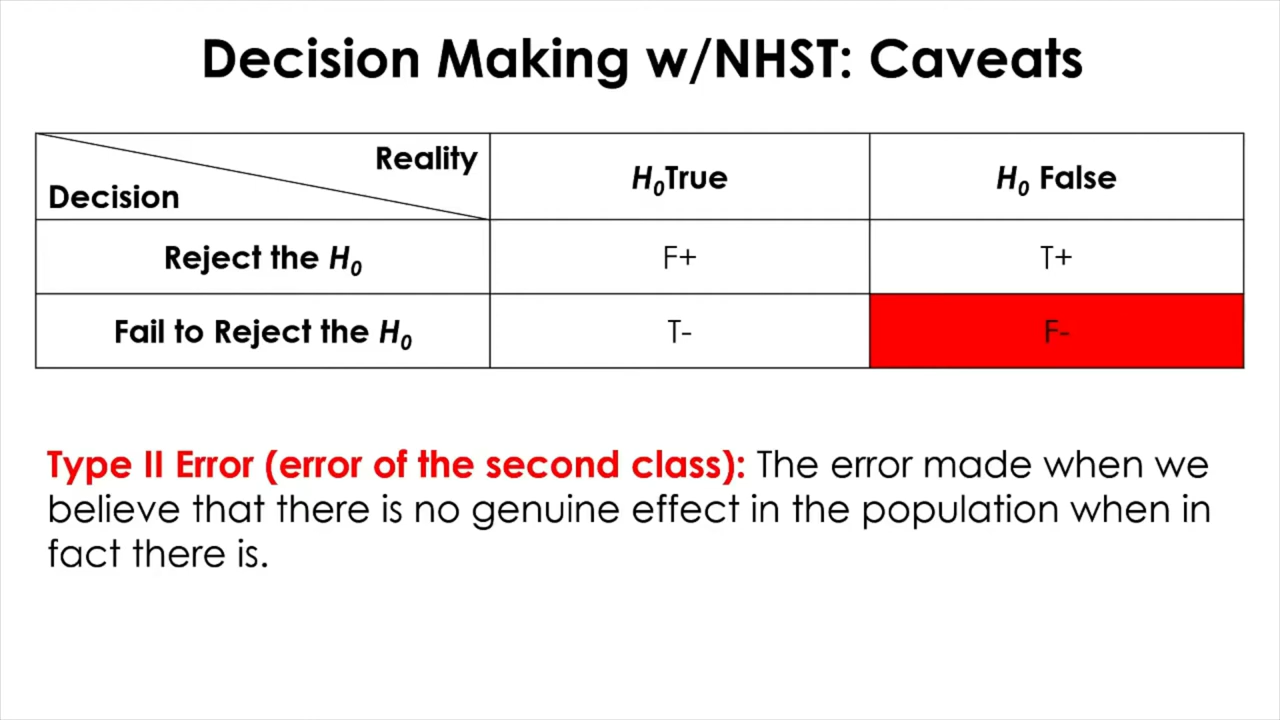 Decision Making w/NHST: Caveats
Reality
Decision
H₀True
H₀ False
Reject the H₀
F+
T+
Fail to Reject the H₀
T-
F-
Type II Error (error of the second class): The error made when we
believe that there is no genuine effect in the population when in
fact there is.